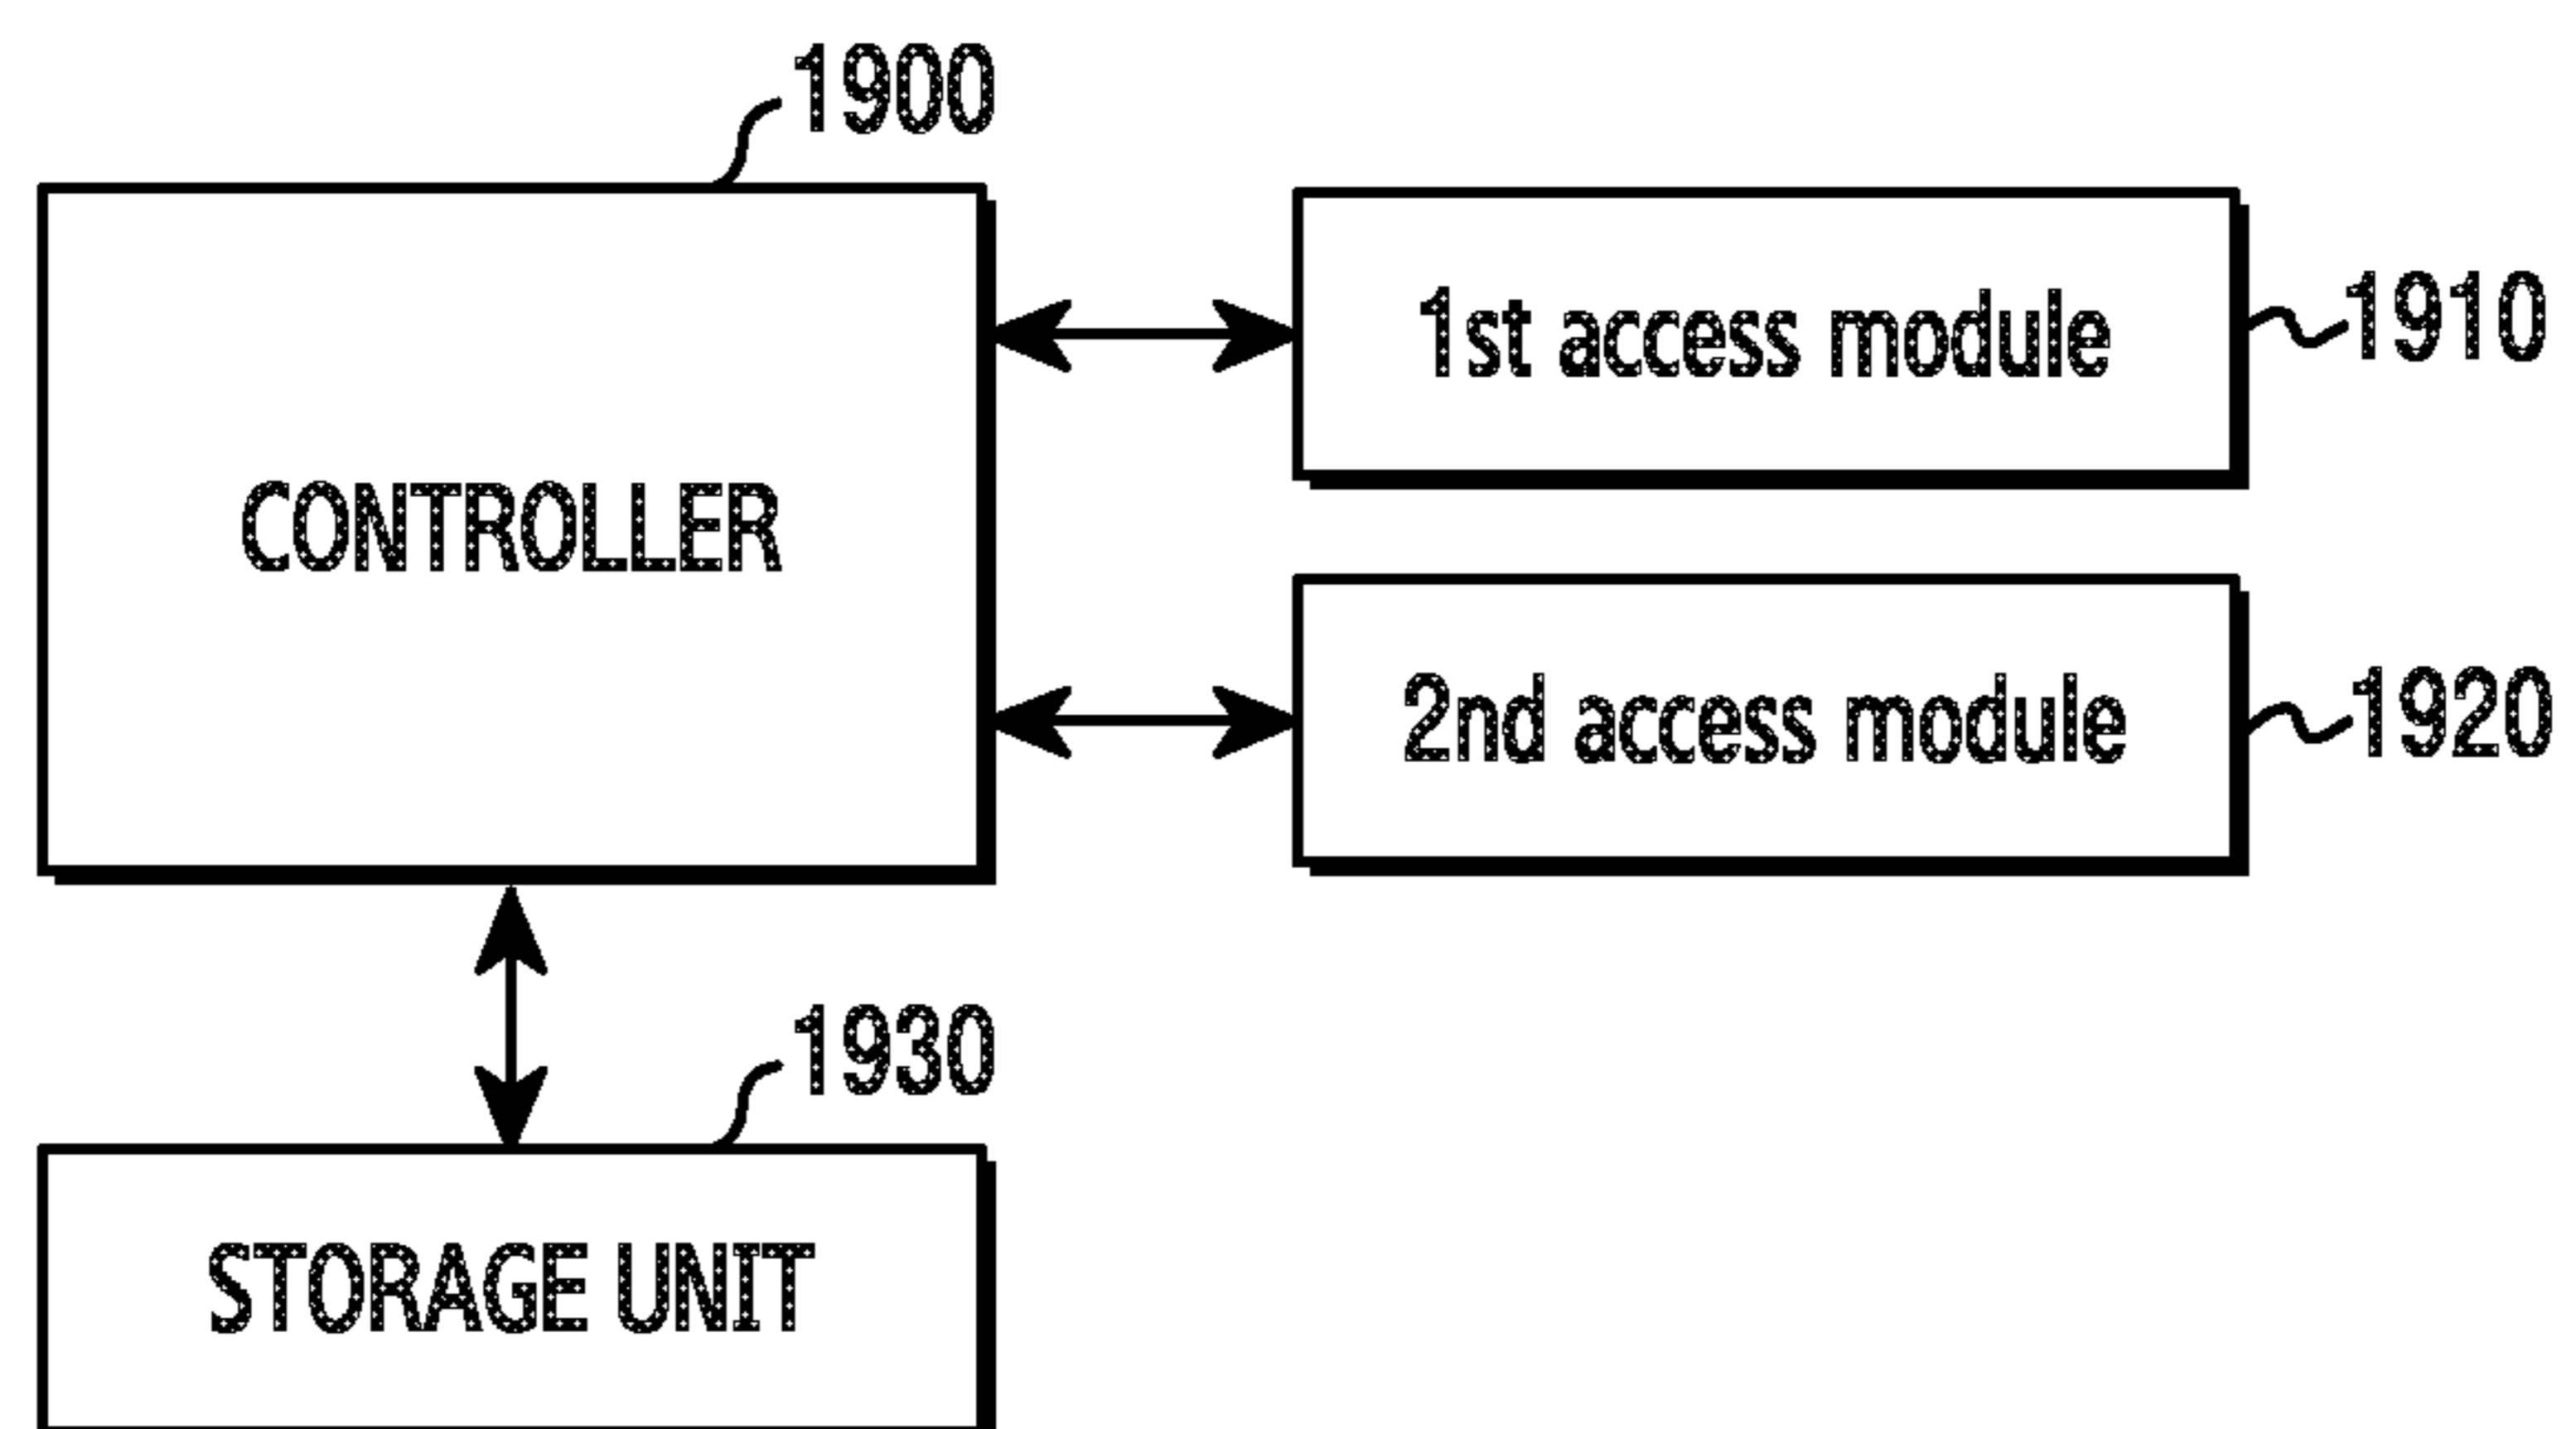 1900
1st access module
1910
CONTROLLER
2nd access module
1920
1930
STORAGE UNIT